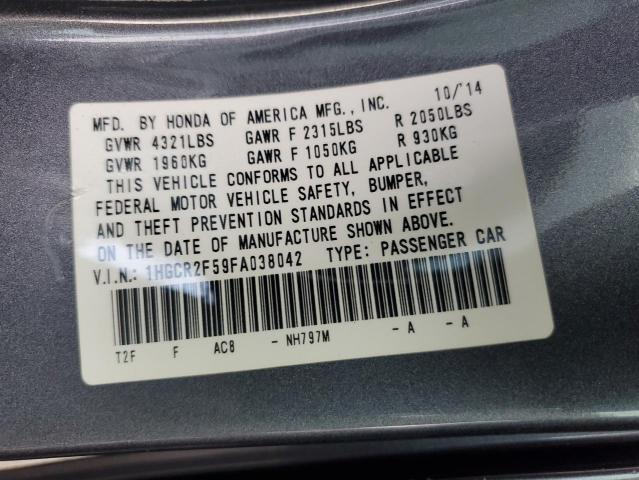 MFD. BY HONDA OF AMERICA MFG., INC. 10/'14
GVWR 4321LBS GAWR F 2315LBS R 2050LBS
GVWR 1960KG GAWR F 1050KG R 930KG
THIS VEHICLE CONFORMS TO ALL APPLICABLE
FEDERAL MOTOR VEHICLE SAFETY, BUMPER,
AND THEFT PREVENTION STANDARDS IN EFFECT
ON THE DATE OF MANUFACTURE SHOWN ABOVE.
V.I.N.: 1HGCR2F59FA038042 TYPE: PASSENGER CAR
T2F F AC8 - NH797M - A - A